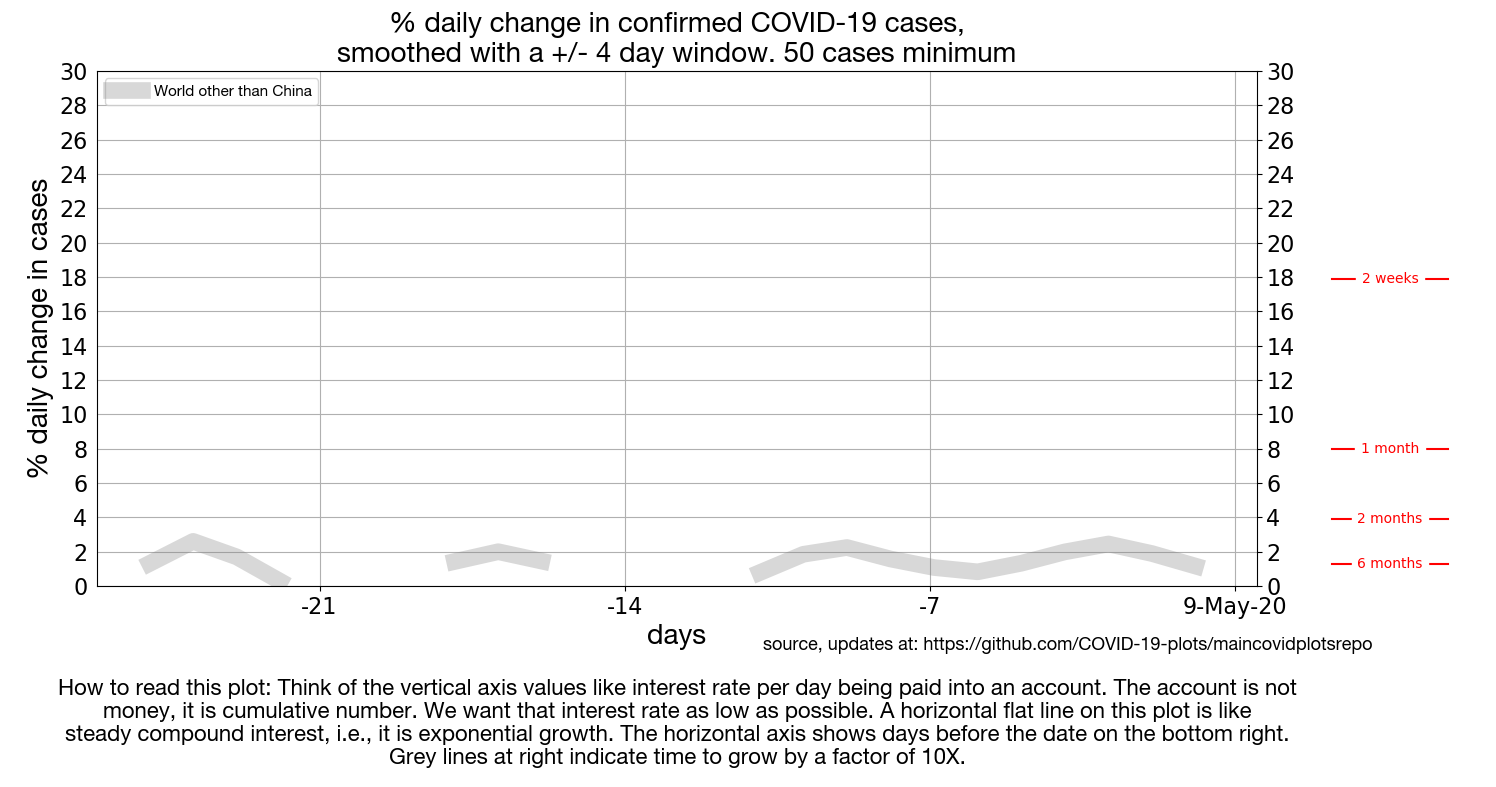 % daily change in confirmed COVID-19 cases,
smoothed with a +/- 4 day window. 50 cases minimum
World other than China
% daily change in cases
30
28
26
24
22
20
18
16
14
12
10
8
6
4
2
0
30
28
26
24
22
20
18
16
14
12
10
8
6
4
2
0
2 weeks
1 month
2 months
6 months
-21
-14
-7
9-May-20
days
source, updates at: https://github.com/COVID-19-plots/maincovidplotsrepo
How to read this plot: Think of the vertical axis values like interest rate per day being paid into an account. The account is not
money, it is cumulative number. We want that interest rate as low as possible. A horizontal flat line on this plot is like
steady compound interest, i.e., it is exponential growth. The horizontal axis shows days before the date on the bottom right.
Grey lines at right indicate time to grow by a factor of 10X.